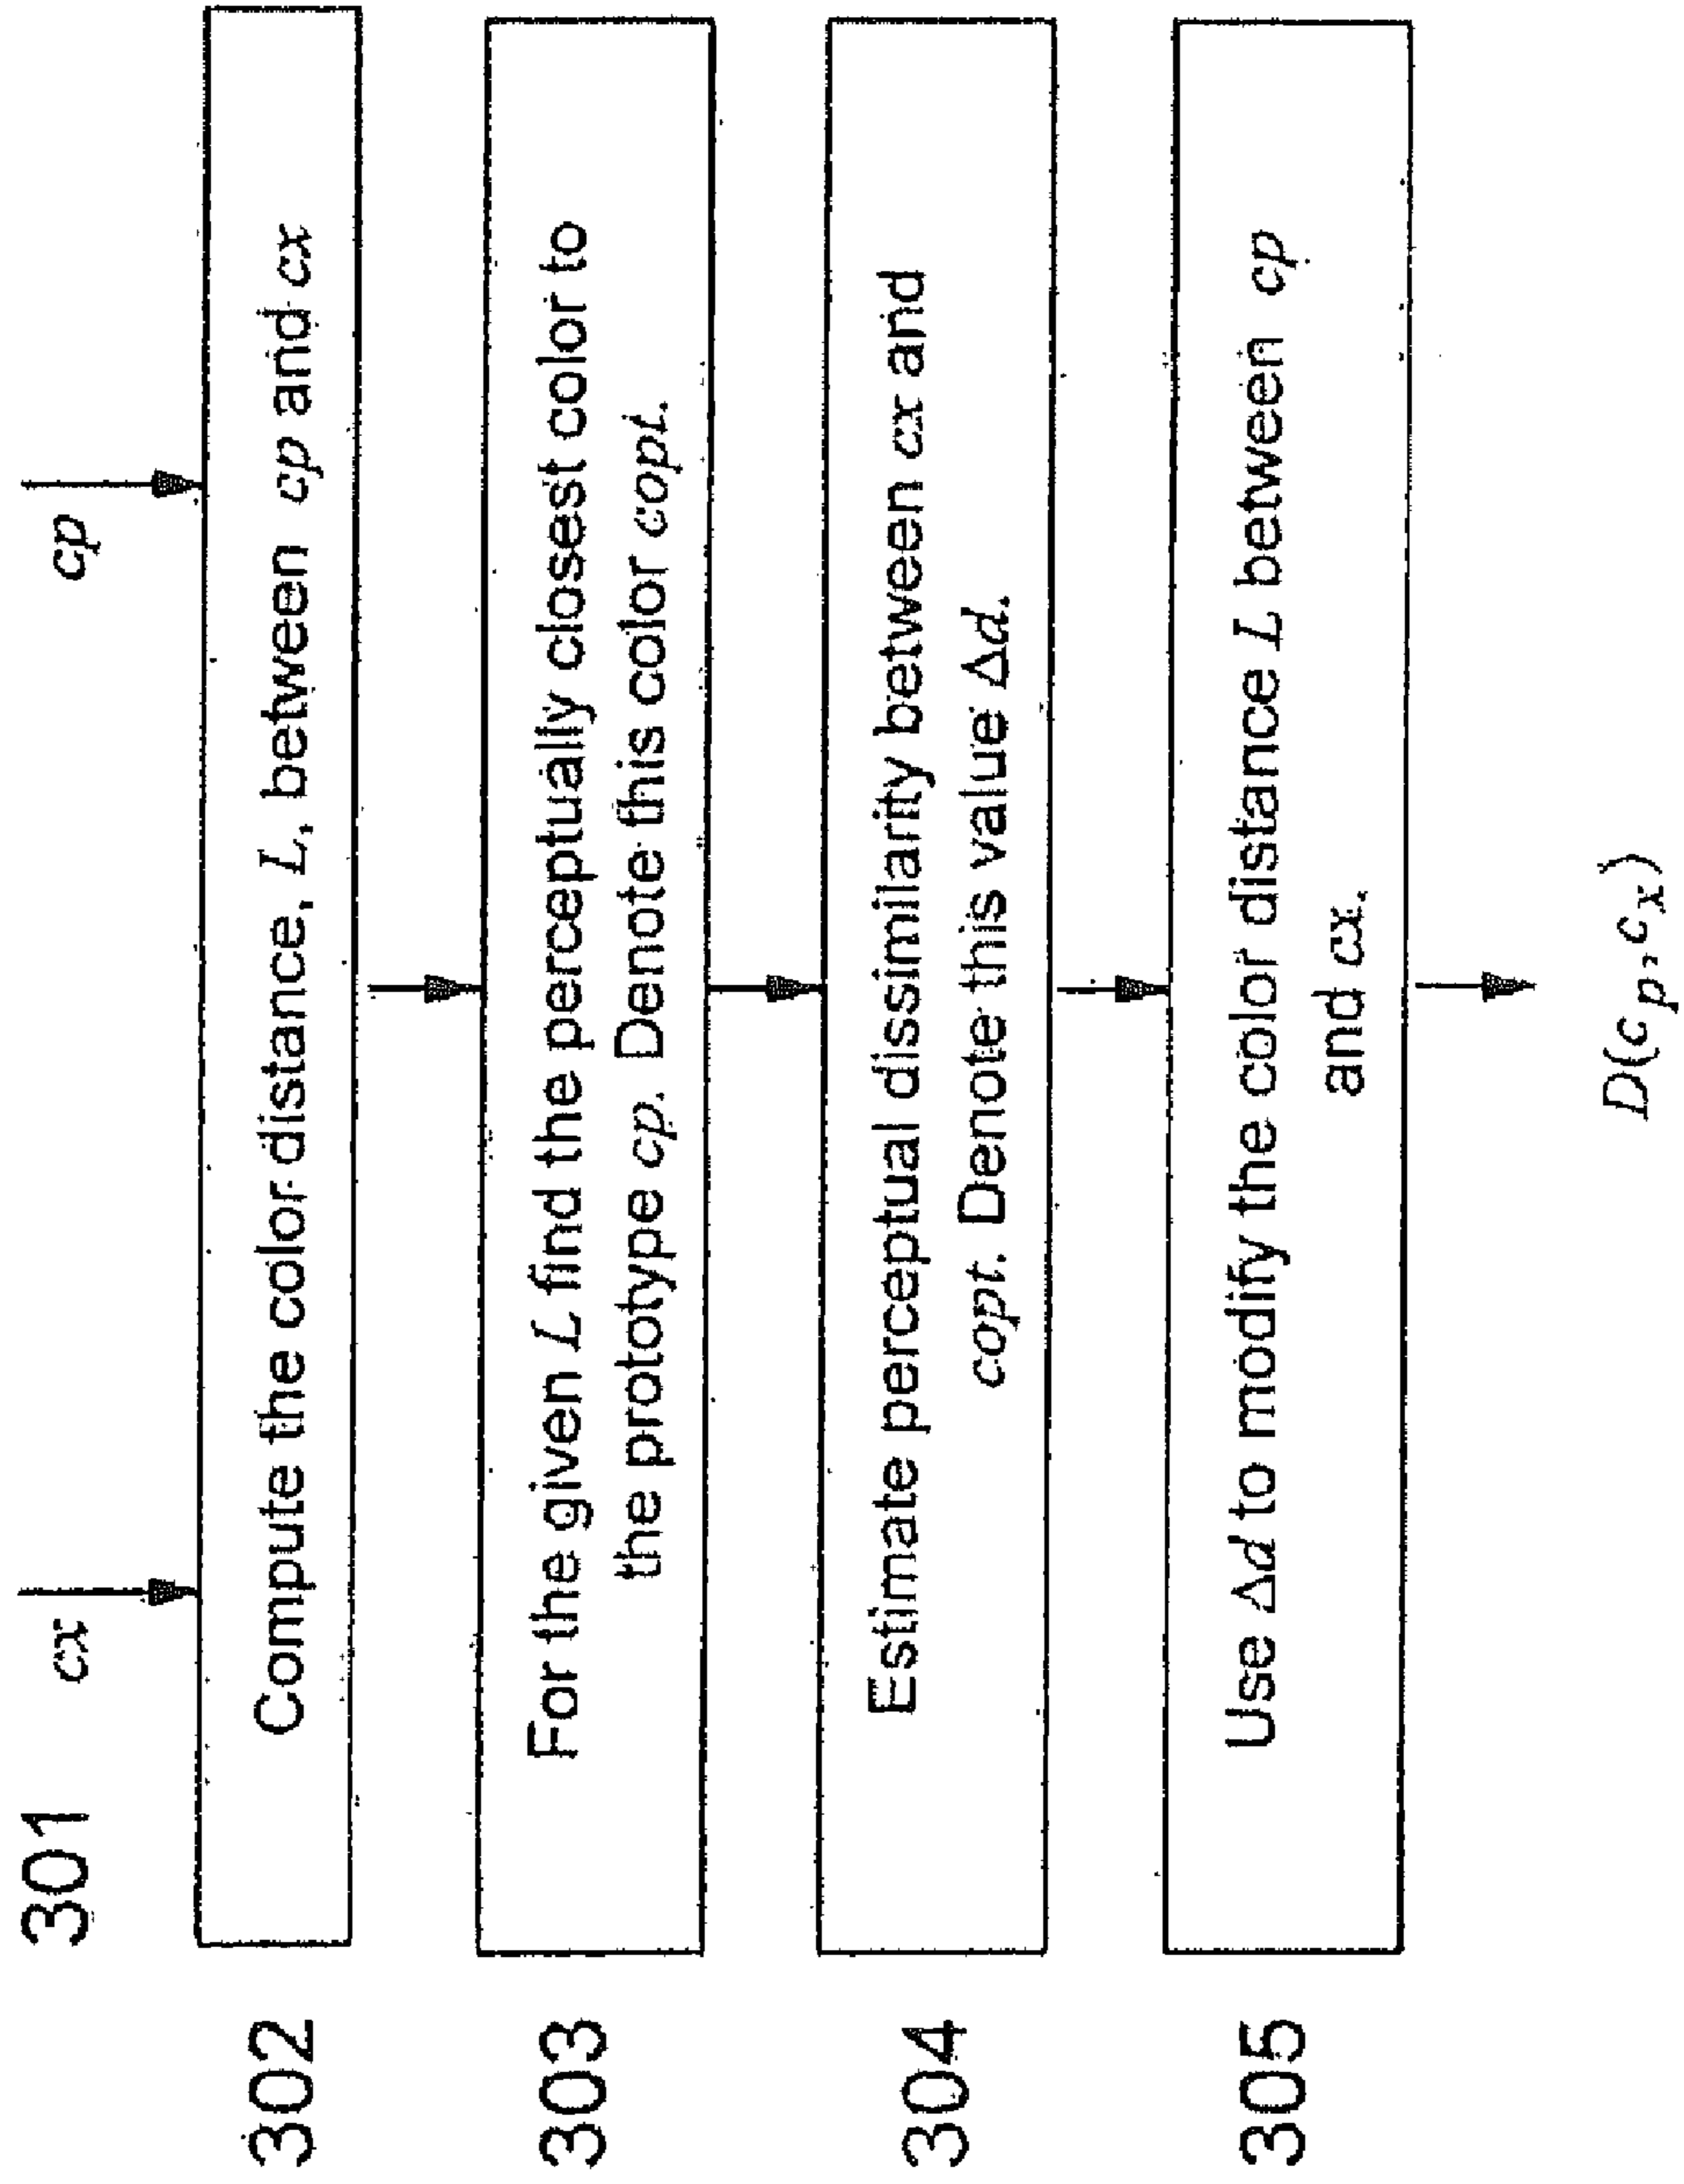 301 cx cp
302 Compute the color distance, L, between cp and cx
303 For the given L find the perceptually closest color to
the prototype cp. Denote this color copt.
304 Estimate perceptual dissimilarity between cx and
copt. Denote this value Δd.
305 Use Δd to modify the color distance L between cp
and cx.
D(c_p, c_x)